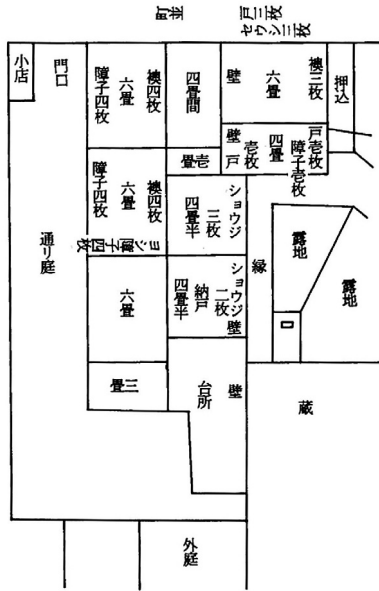 町並
戸二枚
セウシ二枚
小店
門口
障子四枚
六畳
襖四枚
四畳間
壁
六畳
襖三枚
押込
壱畳
壁
戸
壱枚
四畳
障子壱枚
戸壱枚
障子四枚
六畳
襖四枚
四畳半
三枚
ショウジ
縁
露地
露地
通リ庭
ヨシ障子四枚
六畳
四畳半
納戸
二枚
ショウジ
壁
三畳
台所
壁
蔵
外庭